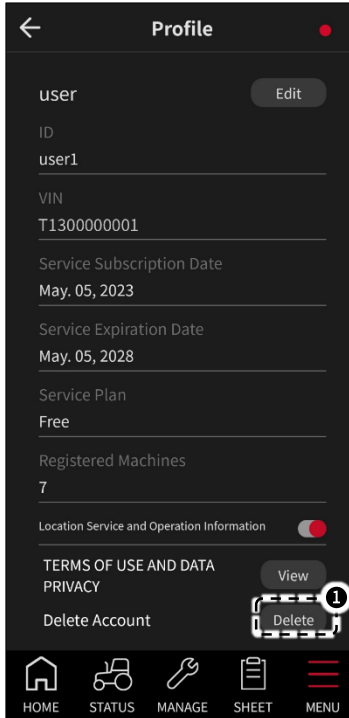 Profile
user
Edit
ID
user1
VIN
T1300000001
Service Subscription Date
May. 05, 2023
Service Expiration Date
May. 05, 2028
Service Plan
Free
Registered Machines
7
Location Service and Operation Information
TERMS OF USE AND DATA
PRIVACY
View
1
Delete Account
Delete
HOME
STATUS
MANAGE
SHEET
MENU